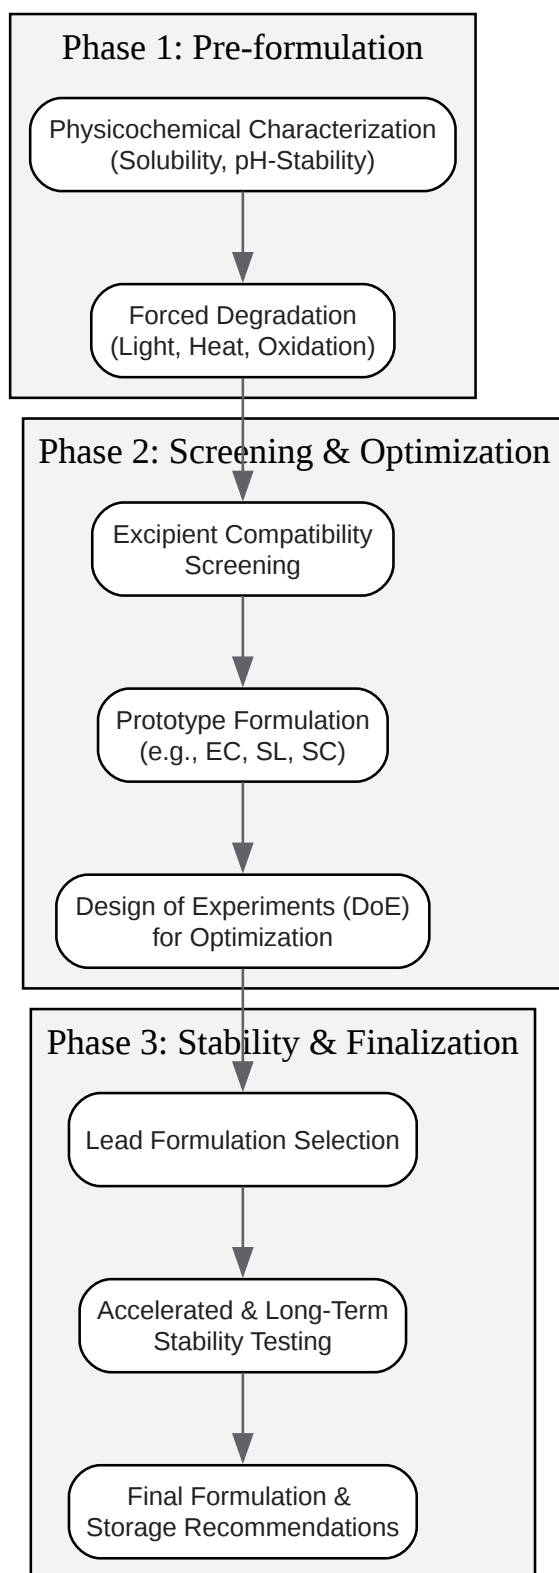 Phase 1: Pre-formulation
Physicochemical Characterization
(Solubility, pH-Stability)
Forced Degradation
(Light, Heat, Oxidation)
Phase 2: Screening & Optimization
Excipient Compatibility
Screening
Prototype Formulation
(e.g., EC, SL, SC)
Design of Experiments (DoE)
for Optimization
Phase 3: Stability & Finalization
Lead Formulation Selection
Accelerated & Long-Term
Stability Testing
Final Formulation &
Storage Recommendations